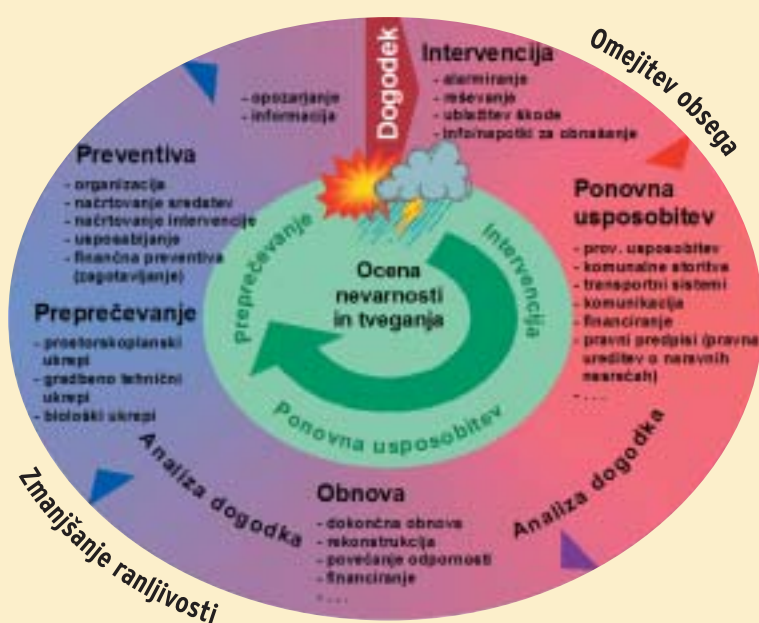 Dogodek
Intervencija
- alarmiranje
- reševanje
- ublažitev škode
- info/napotki za obnašanje
Omejitev obsega
Ponovna
usposobitev
- prov. usposobitev
- komunalne storitve
- transportni sistemi
- komunikacija
- financiranje
- pravni predpisi (pravna
ureditev o naravnih
nesrečah)
- . . .
Analiza dogodka
Obnova
- dokončna obnova
- rekonstrukcija
- povečanje odpornosti
- financiranje
- . . .
Analiza dogodka
Zmanjšanje ranljivosti
Preprečevanje
- prostorskoplanski
ukrepi
- gradbeno tehnični
ukrepi
- biološki ukrepi
Preventiva
- organizacija
- načrtovanje sredstev
- načrtovanje intervencije
- usposabljanje
- finančna preventiva
(zagotavljanje)
- opozarjanje
- informacija
Preprečevanje
Intervencija
Ponovna usposobitev
Ocena
nevarnosti
in tveganja